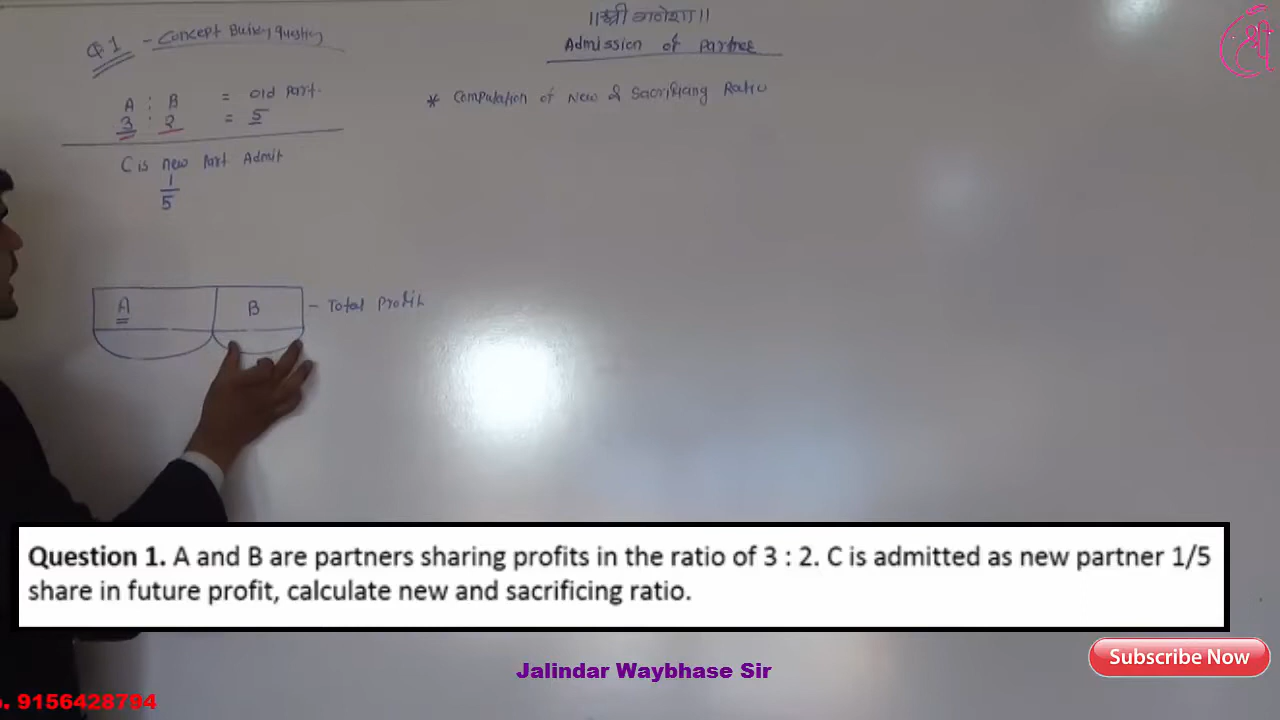 ॥श्री गणेशा॥
Admission of Partner
श्री
Q.1 - Concept Building Question
A : B = old Part.
3 : 2 = 5
* Computation of New & Sacrificing Ratio
C is new Part Admit
1
5
A B - Total Profit
Question 1. A and B are partners sharing profits in the ratio of 3 : 2. C is admitted as new partner 1/5
share in future profit, calculate new and sacrificing ratio.
Subscribe Now
Jalindar Waybhase Sir
. 9156428794